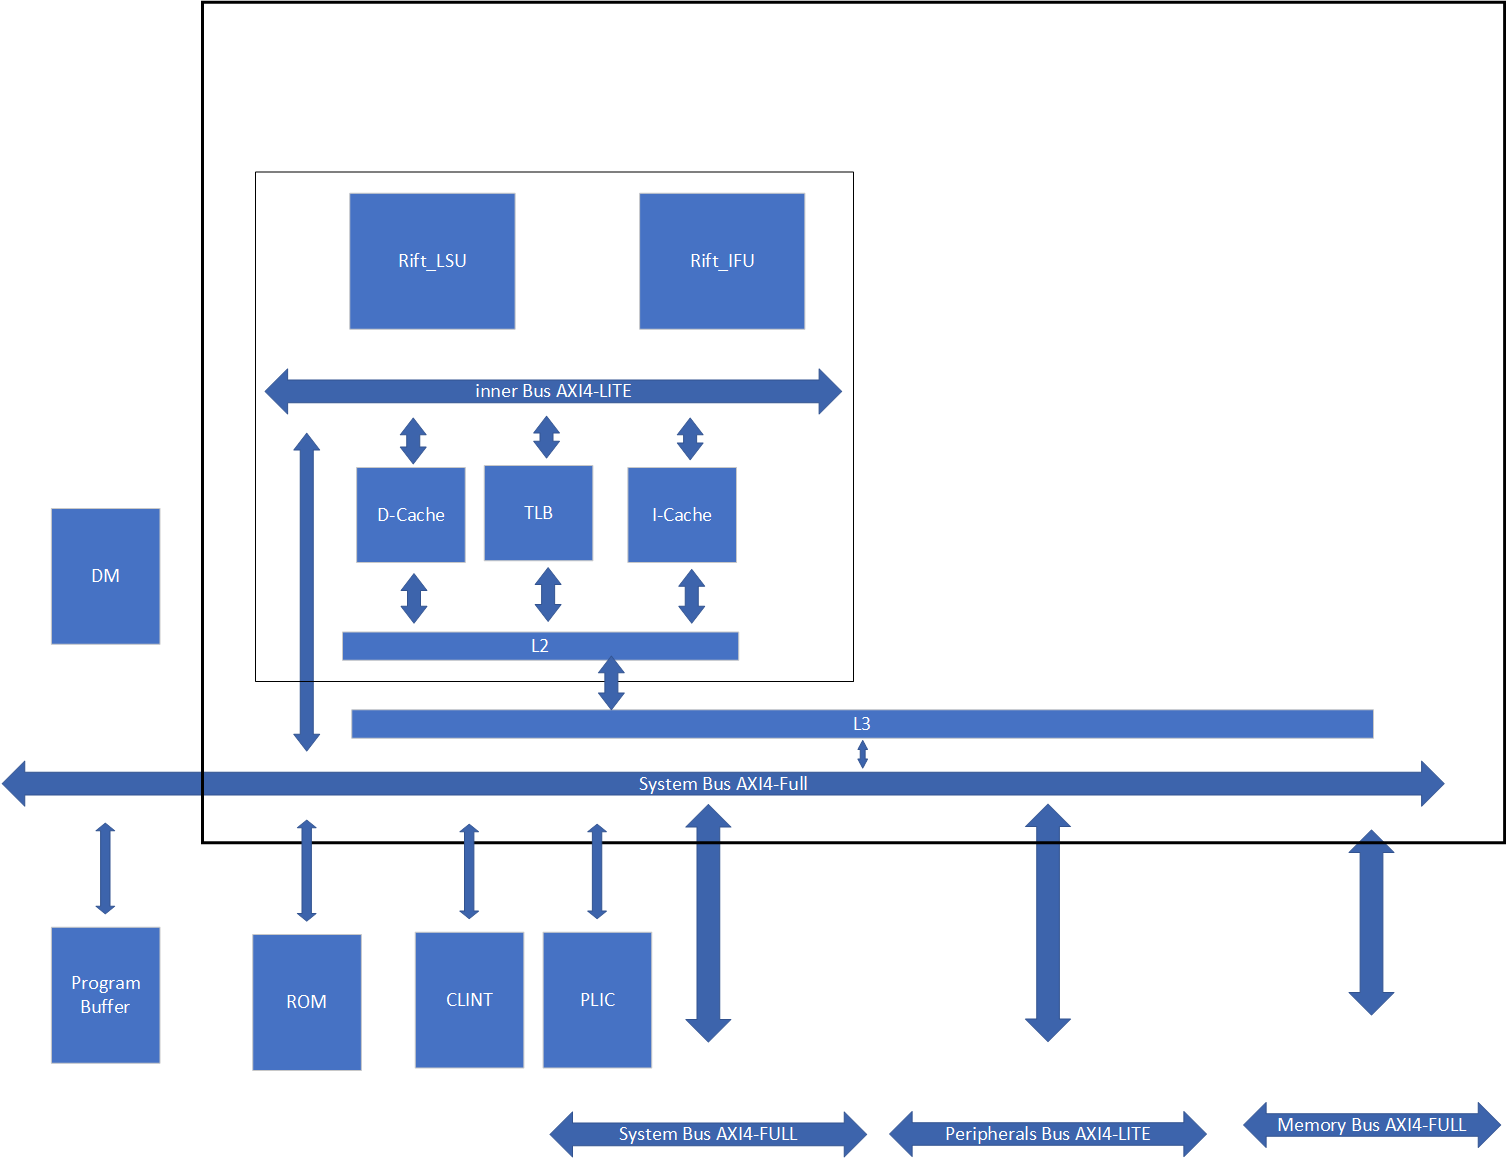 Rift_LSU
Rift_IFU
inner Bus AXI4-LITE
D-Cache
TLB
I-Cache
DM
L2
L3
System Bus AXI4-Full
Program
Buffer
ROM
CLINT
PLIC
System Bus AXI4-FULL
Peripherals Bus AXI4-LITE
Memory Bus AXI4-FULL